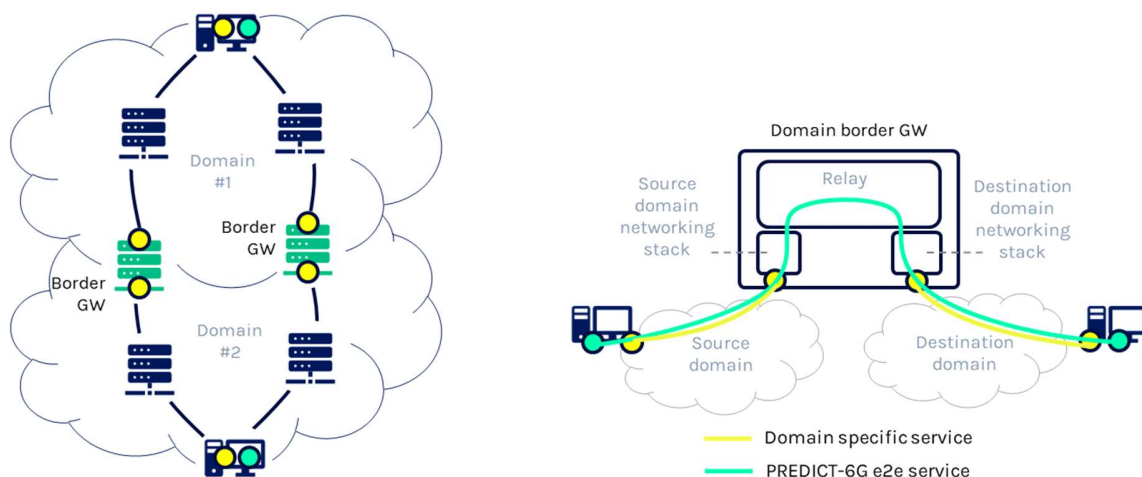 Domain
#1
Border
GW
Border
GW
Domain
#2
Domain border GW
Source
domain
networking
stack
Relay
Destination
domain
networking
stack
Source
domain
Destination
domain
Domain specific service
PREDICT-6G e2e service